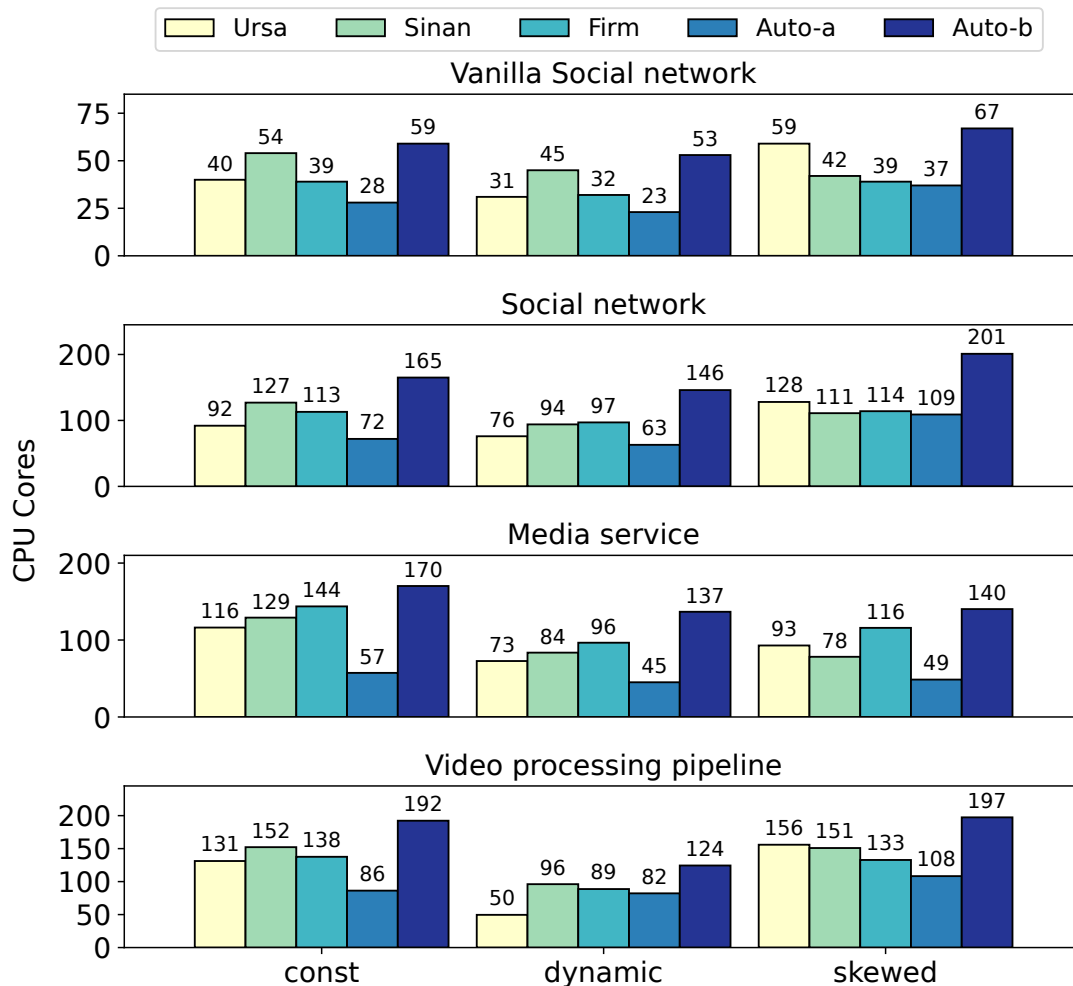 Ursa Sinan Firm Auto-a Auto-b
Vanilla Social network
75
50
25
0
40 54 39 28 59 31 45 32 23 53 59 42 39 37 67
Social network
200
100
0
92 127 113 72 165 76 94 97 63 146 128 111 114 109 201
CPU Cores
Media service
200
100
0
116 129 144 57 170 73 84 96 45 137 93 78 116 49 140
Video processing pipeline
200
150
100
50
0
131 152 138 86 192 50 96 89 82 124 156 151 133 108 197
const dynamic skewed